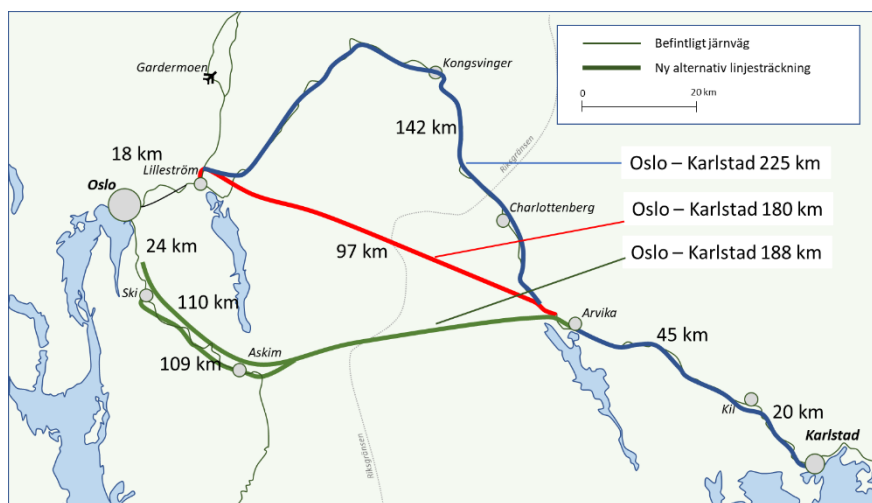 Befintligt järnväg
Ny alternativ linjesträckning
0
20
km
Gardermoen
Kongsvinger
18 km
Lilleström
Oslo
142 km
Riksgränsen
Oslo – Karlstad 225 km
Charlottenberg
Oslo – Karlstad 180 km
24 km
97 km
Oslo – Karlstad 188 km
Ski
110 km
Arvika
109 km
Askim
45 km
Riksgränsen
Kil
20 km
Karlstad